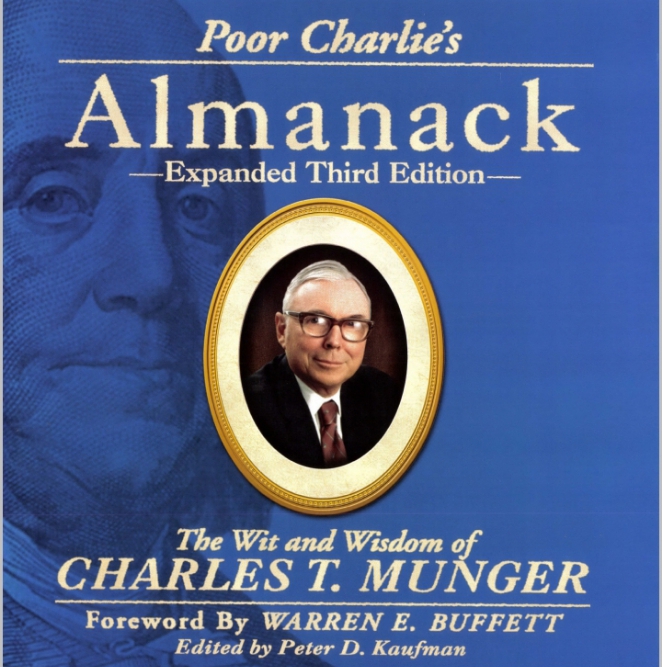 Poor Charlie's
Almanack
—Expanded Third Edition—
The Wit and Wisdom of
CHARLES T. MUNGER
Foreword By WARREN E. BUFFETT
Edited by Peter D. Kaufman